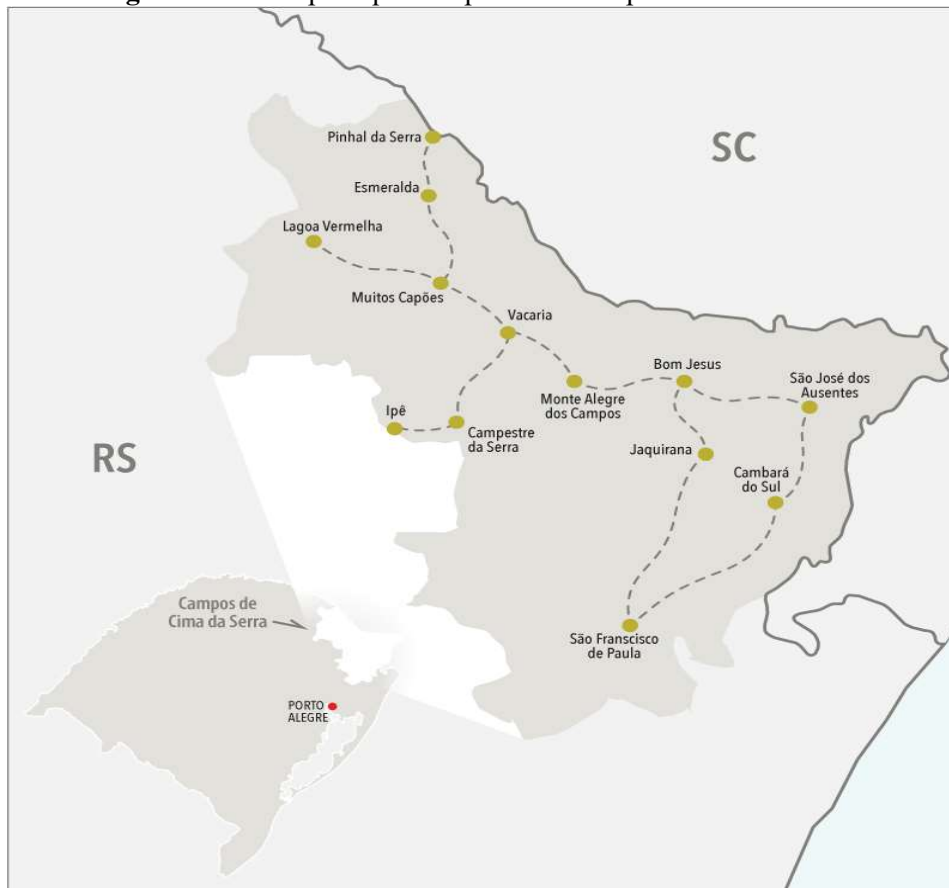 Pinhal da Serra
SC
Esmeralda
Lagoa Vermelha
Muitos Capões
Vacaria
Bom Jesus
São José dos
Ausentes
Monte Alegre
dos Campos
Ipê
Campestre
da Serra
RS
Jaquirana
Cambará
do Sul
Campos de
Cima da Serra
São Franscisco
de Paula
PORTO
ALEGRE